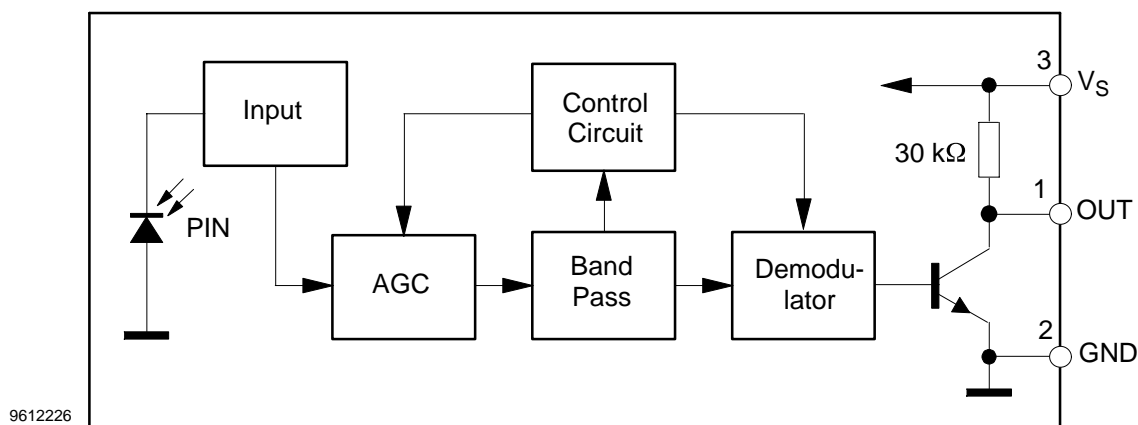 3
V_S
Input
Control
Circuit
30 kΩ
1
OUT
PIN
AGC
Band
Pass
Demodu-
lator
2
GND
9612226